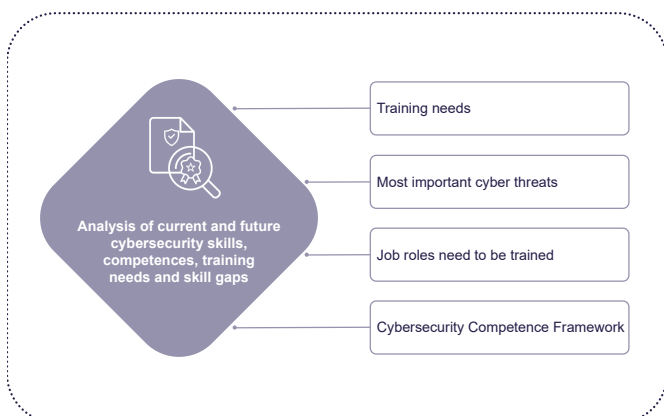 Analysis of current and future
cybersecurity skills,
competences, training
needs and skill gaps
Training needs
Most important cyber threats
Job roles need to be trained
Cybersecurity Competence Framework